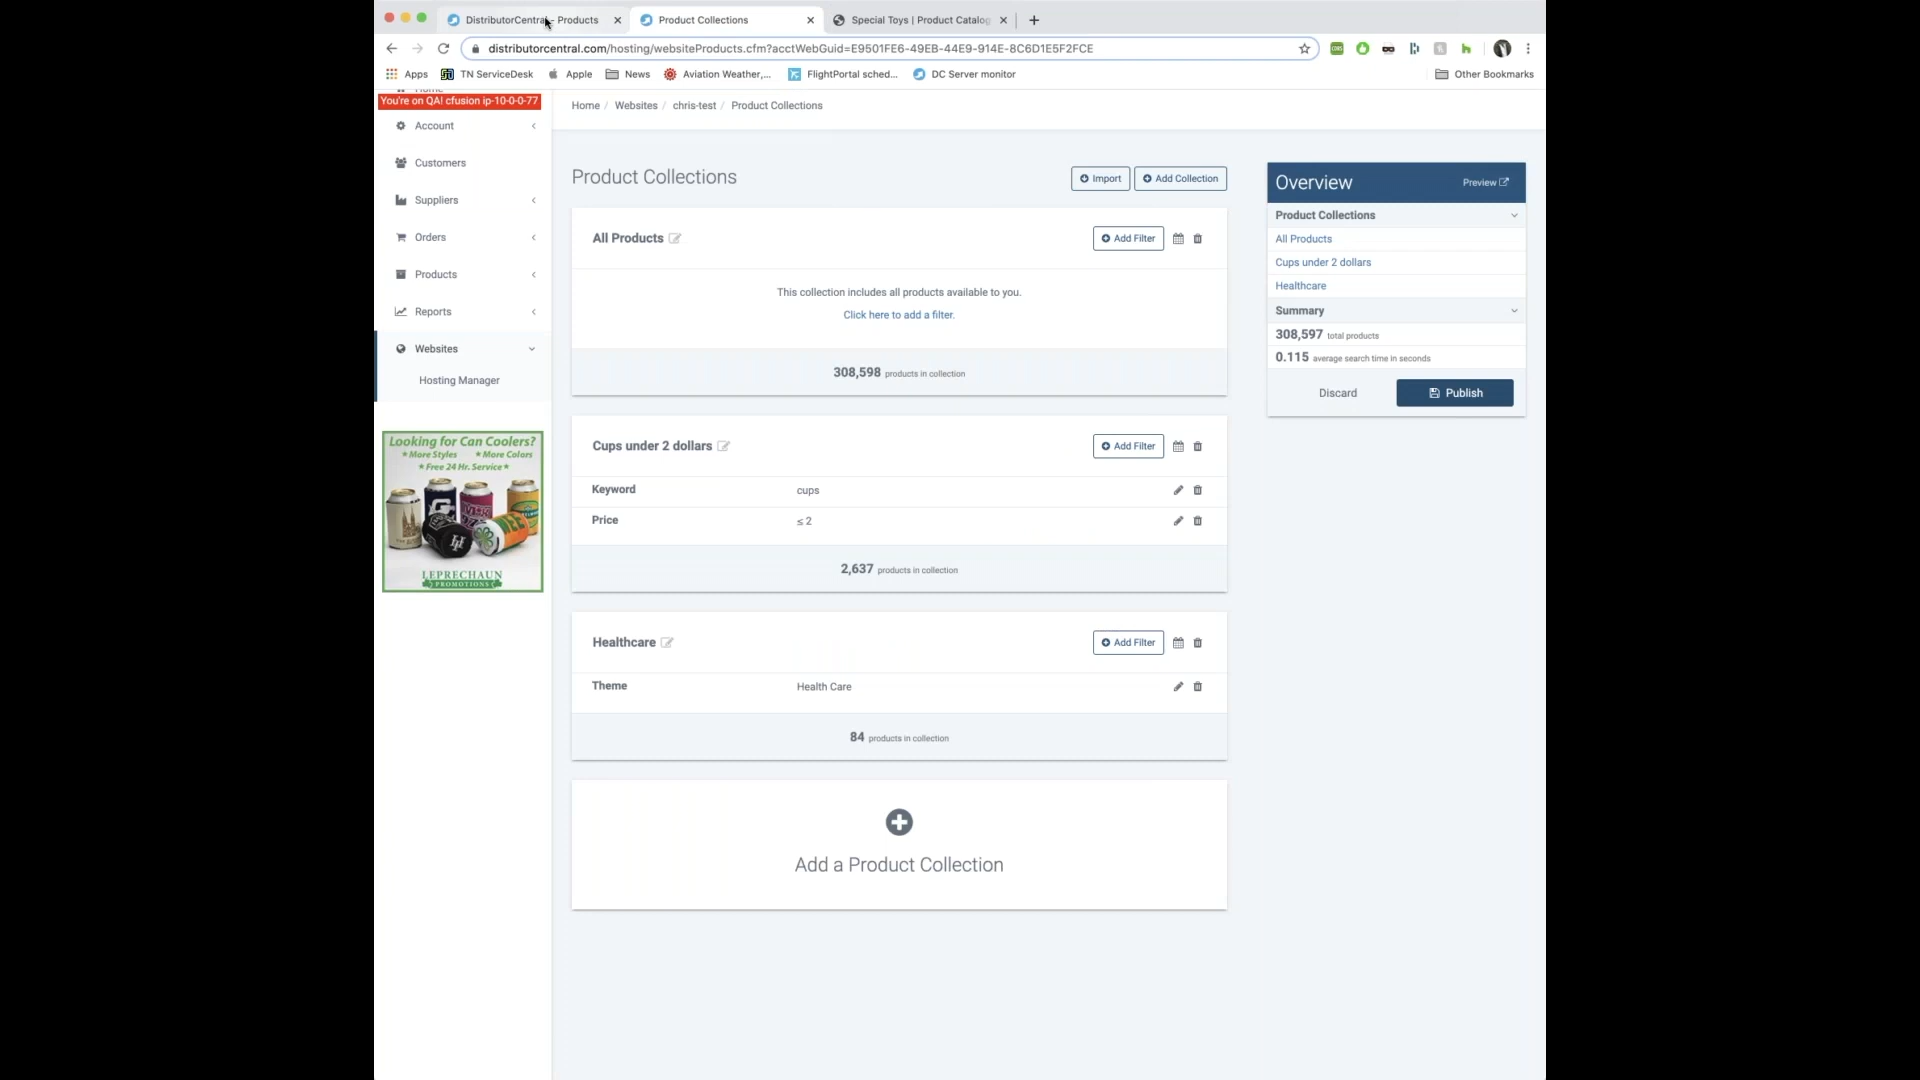 DistributorCentral - Products
Product Collections
Special Toys | Product Catalog
distributorcentral.com/hosting/websiteProducts.cfm?acctWebGuid=E9501FE6-49EB-44E9-914E-8C6D1E5F2FCE
Apps
TN ServiceDesk
Apple
News
Aviation Weather,...
FlightPortal sched...
DC Server monitor
Other Bookmarks
Home
You're on QA! cfusion ip-10-0-0-77
Account
Customers
Suppliers
Orders
Products
Reports
Websites
Hosting Manager
Looking for Can Coolers?
*More Styles *More Colors
*Free 24 Hr. Service*
LEPRECHAUN
PROMOTIONS
Home / Websites / chris-test / Product Collections
Product Collections
Import
Add Collection
All Products
Add Filter
This collection includes all products available to you.
Click here to add a filter.
308,598 products in collection
Cups under 2 dollars
Add Filter
Keyword cups
Price ≤ 2
2,637 products in collection
Healthcare
Add Filter
Theme Health Care
84 products in collection
Add a Product Collection
Overview
Preview
Product Collections
All Products
Cups under 2 dollars
Healthcare
Summary
308,597 total products
0.115 average search time in seconds
Discard
Publish